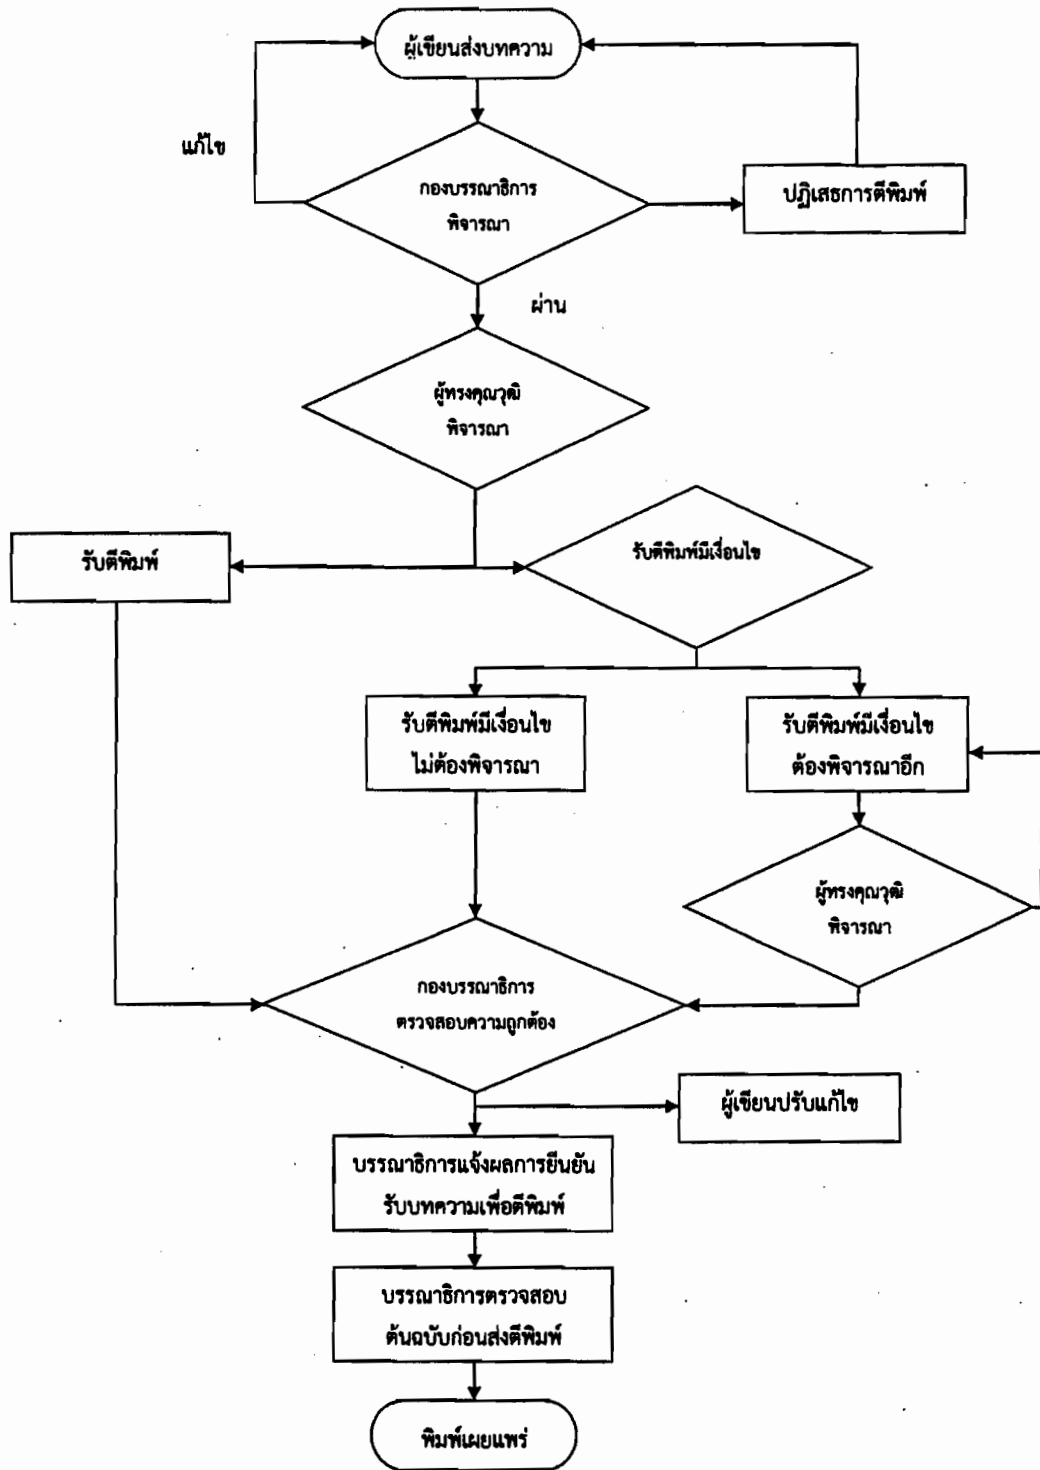 ผู้เขียนส่งบทความ
แก้ไข
กองบรรณาธิการ
พิจารณา
ปฏิเสธการตีพิมพ์
ผ่าน
ผู้ทรงคุณวุฒิ
พิจารณา
รับตีพิมพ์
รับตีพิมพ์มีเงื่อนไข
รับตีพิมพ์มีเงื่อนไข
ไม่ต้องพิจารณา
รับตีพิมพ์มีเงื่อนไข
ต้องพิจารณาอีก
ผู้ทรงคุณวุฒิ
พิจารณา
กองบรรณาธิการ
ตรวจสอบความถูกต้อง
ผู้เขียนปรับแก้ไข
บรรณาธิการแจ้งผลการยืนยัน
รับบทความเพื่อตีพิมพ์
บรรณาธิการตรวจสอบ
ต้นฉบับก่อนส่งตีพิมพ์
พิมพ์เผยแพร่